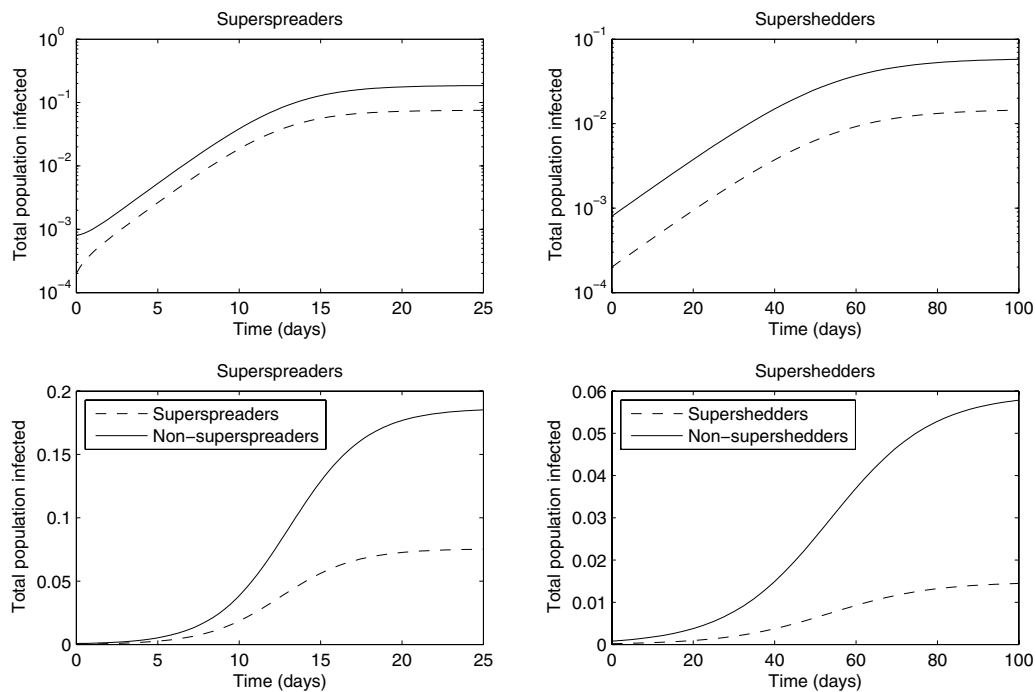 Superspreaders
10^0
10^-1
10^-2
10^-3
10^-4
Total population infected
0 5 10 15 20 25
Time (days)
Supershedders
10^-1
10^-2
10^-3
10^-4
Total population infected
0 20 40 60 80 100
Time (days)
Superspreaders
0.2
0.15
0.1
0.05
0
Total population infected
Superspreaders
Non−superspreaders
0 5 10 15 20 25
Time (days)
Supershedders
0.06
0.05
0.04
0.03
0.02
0.01
0
Total population infected
Supershedders
Non−supershedders
0 20 40 60 80 100
Time (days)